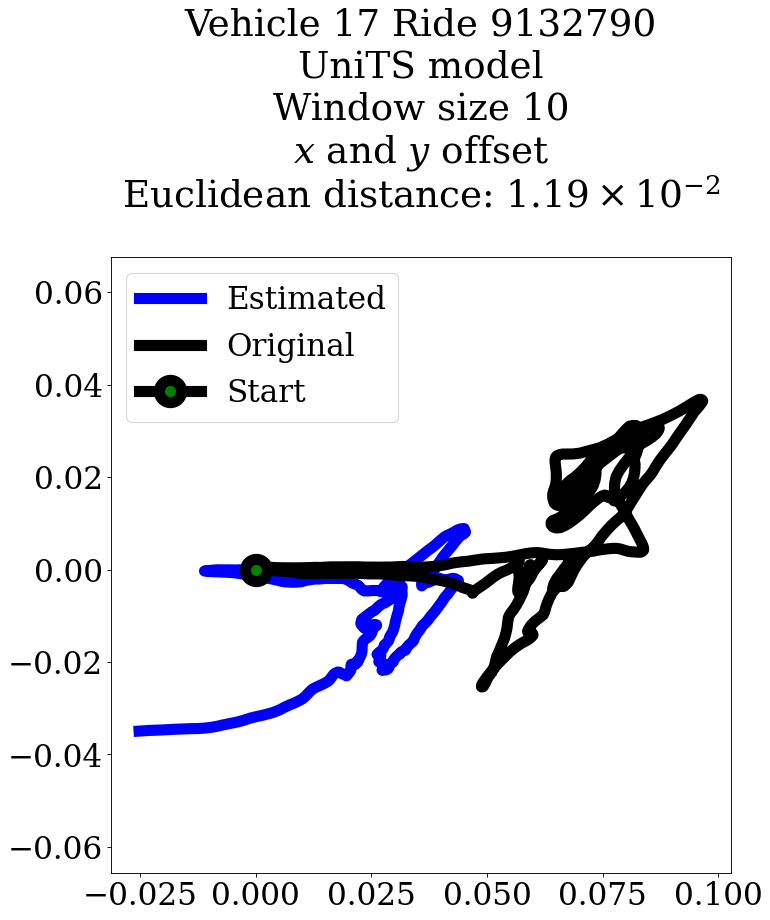 Vehicle 17 Ride 9132790
UniTS model
Window size 10
x and y offset
Euclidean distance: 1.19 × 10⁻²
Estimated
Original
Start
0.06
0.04
0.02
0.00
−0.02
−0.04
−0.06
−0.025 0.000 0.025 0.050 0.075 0.100